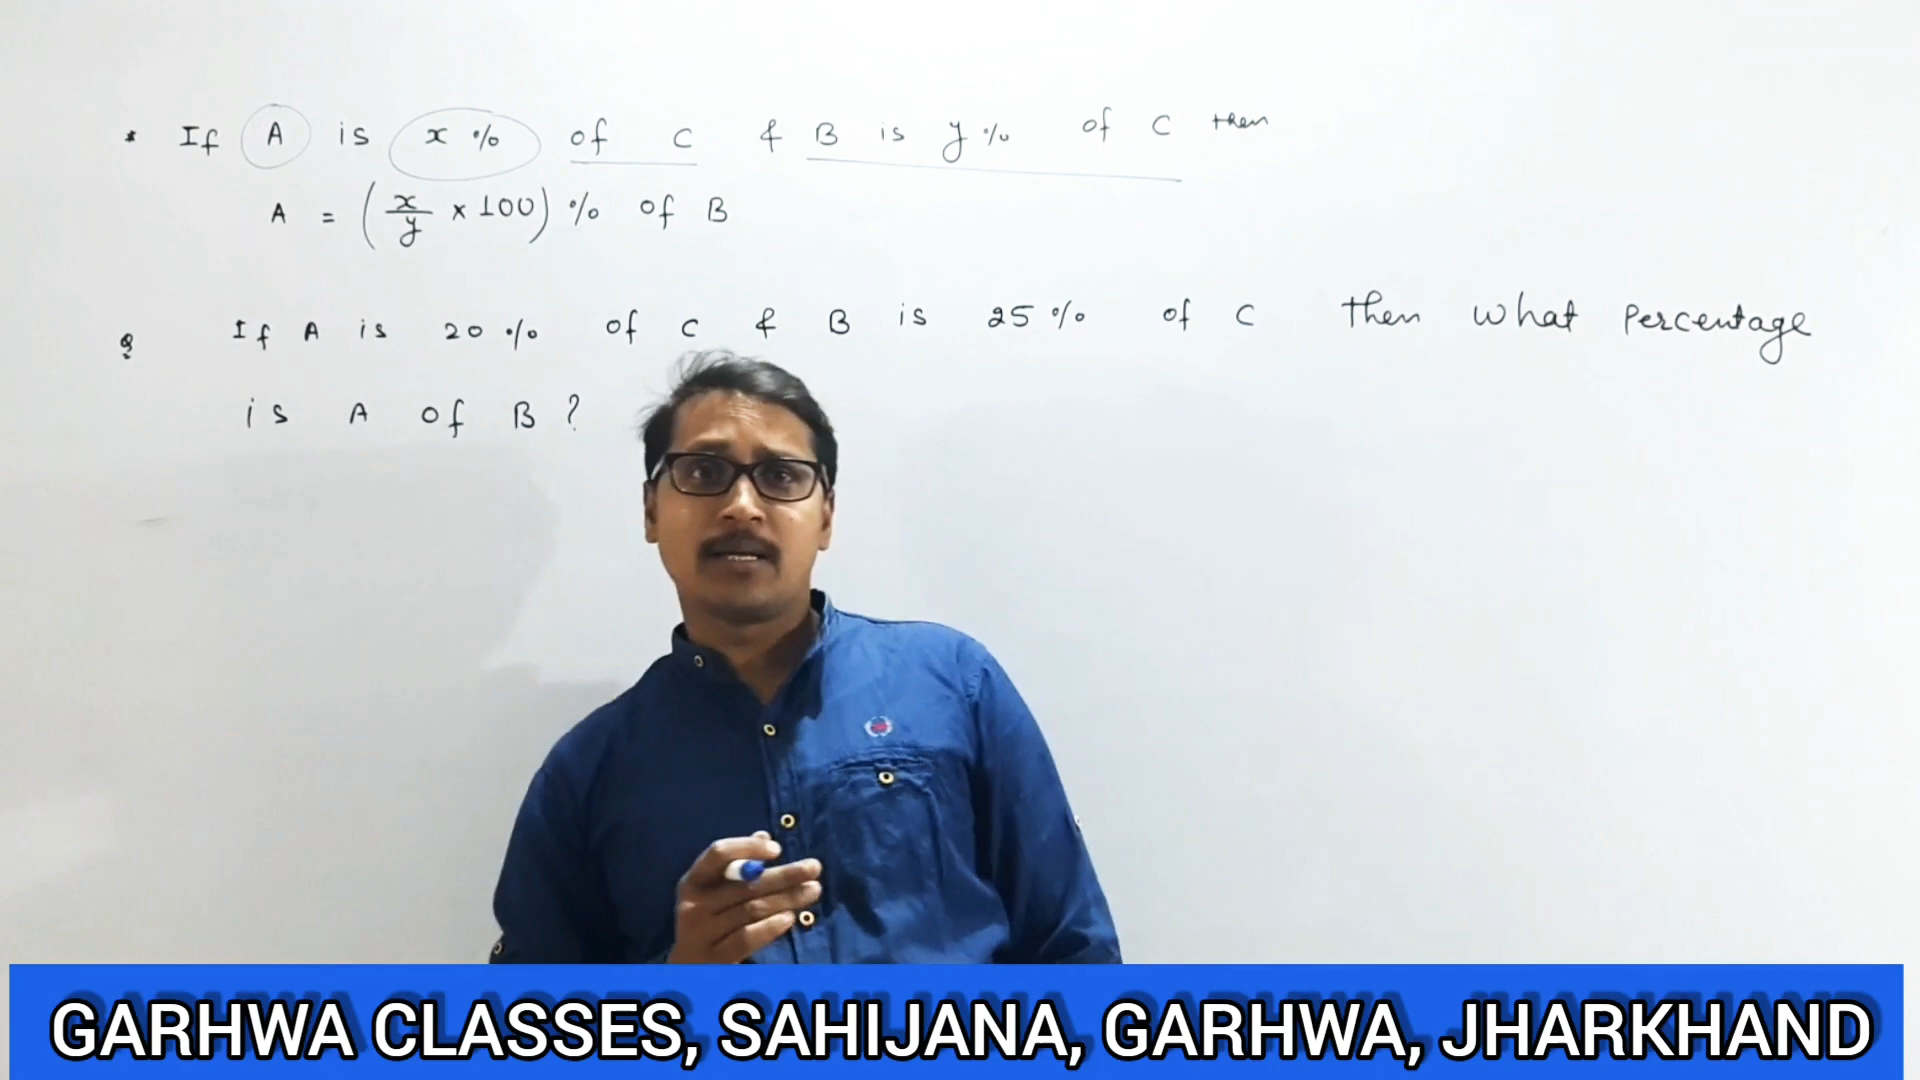 * If A is x % of C & B is y % of C then
A = (x/y × 100) % of B
Q If A is 20 % of C & B is 25 % of C then what percentage
is A of B ?
GARHWA CLASSES, SAHIJANA, GARHWA, JHARKHAND